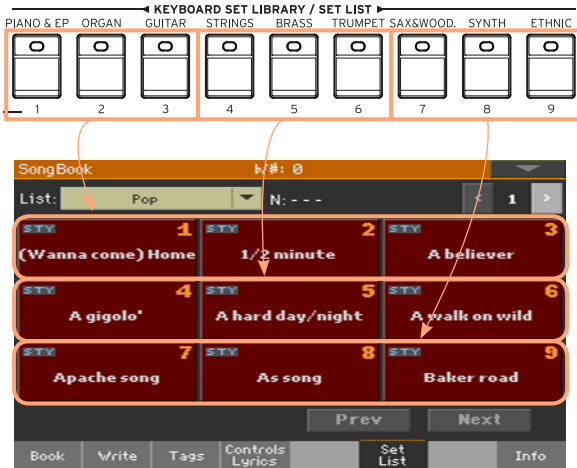 KEYBOARD SET LIBRARY / SET LIST
PIANO & EP ORGAN GUITAR STRINGS BRASS TRUMPET SAX&WOOD. SYNTH ETHNIC
1 2 3 4 5 6 7 8 9
SongBook ♭/#: 0
List: Pop N: - - - < 1 >
STY 1 STY 2 STY 3
(Wanna come) Home 1/2 minute A believer
STY 4 STY 5 STY 6
A gigolo' A hard day/night A walk on wild
STY 7 STY 8 STY 9
Apache song As song Baker road
Prev Next
Book Write Tags Controls Lyrics Set List Info